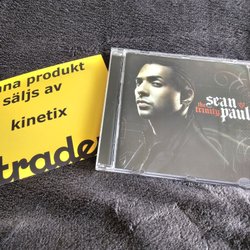 nna produkt
säljs av
kinetix
trade
sean
the
trinity
paul